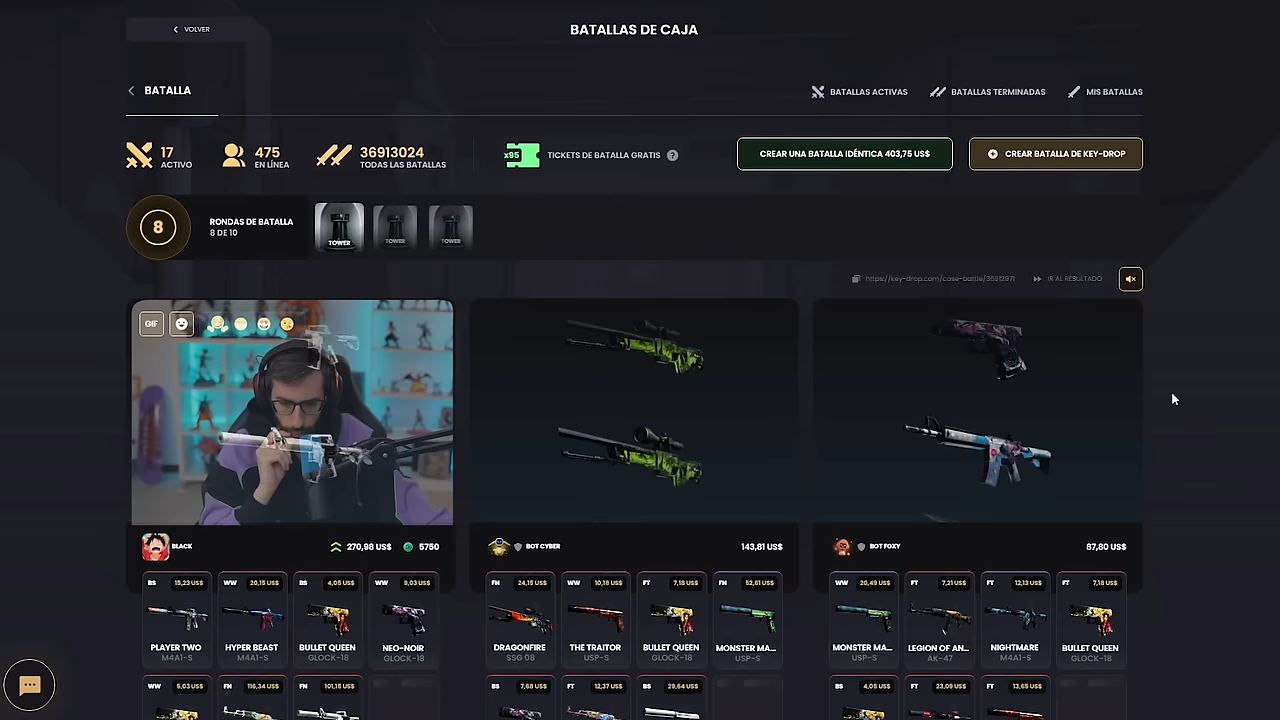 VOLVER
BATALLAS DE CAJA
BATALLA
BATALLAS ACTIVAS
BATALLAS TERMINADAS
MIS BATALLAS
17
ACTIVO
475
EN LÍNEA
36913024
TODAS LAS BATALLAS
x95
TICKETS DE BATALLA GRATIS
?
CREAR UNA BATALLA IDÉNTICA 403,75 US$
CREAR BATALLA DE KEY-DROP
8
RONDAS DE BATALLA
8 DE 10
TOWER
TOWER
TOWER
https://key-drop.com/case-battle/36912971
IR AL RESULTADO
GIF
BLACK
270,98 US$
5750
BOT CYBER
143,81 US$
BOT FOXY
87,80 US$
BS 15,23 US$
WW 20,15 US$
BS 4,05 US$
WW 9,03 US$
FN 24,15 US$
WW 10,18 US$
FT 7,18 US$
FN 52,61 US$
WW 20,49 US$
FT 7,21 US$
FT 12,13 US$
FT 7,18 US$
PLAYER TWO
M4A1-S
HYPER BEAST
M4A1-S
BULLET QUEEN
GLOCK-18
NEO-NOIR
GLOCK-18
DRAGONFIRE
SSG 08
THE TRAITOR
USP-S
BULLET QUEEN
GLOCK-18
MONSTER MA...
USP-S
MONSTER MA...
USP-S
LEGION OF AN...
AK-47
NIGHTMARE
M4A1-S
BULLET QUEEN
GLOCK-18
WW 5,03 US$
FN 116,34 US$
FN 101,15 US$
BS 7,68 US$
FT 12,37 US$
BS 29,64 US$
BS 4,05 US$
FT 23,09 US$
FT 13,65 US$